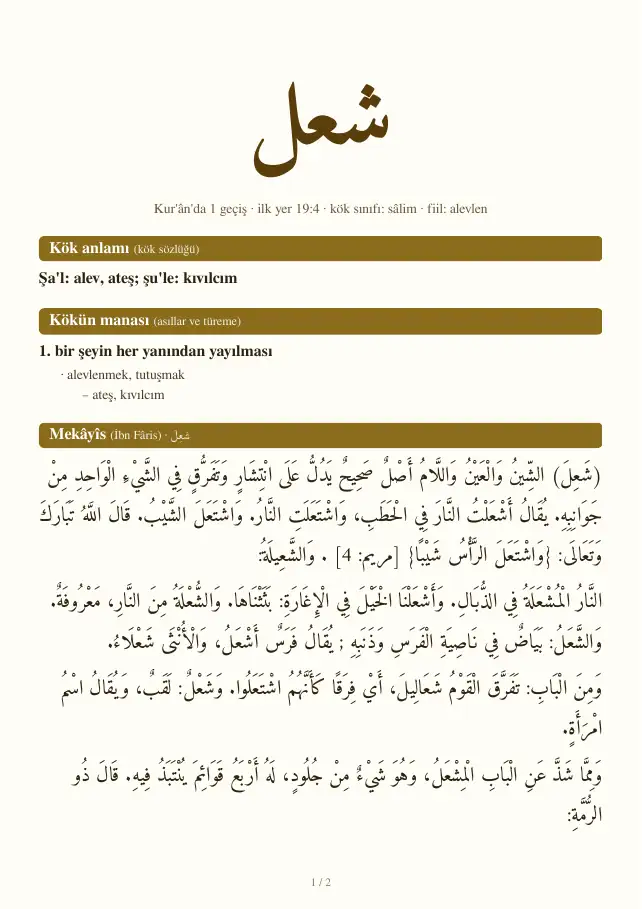 شعل
Kur'ân'da 1 geçiş · ilk yer 19:4 · kök sınıfı: sâlim · fiil: alevlen
Kök anlamı (kök sözlüğü)
Şa'l: alev, ateş; şu'le: kıvılcım
Kökün manası (asıllar ve türeme)
1. bir şeyin her yanından yayılması
· alevlenmek, tutuşmak
– ateş, kıvılcım
Mekâyîs (İbn Fâris) · شعل
(شَعِلَ) الشِّينُ وَالْعَيْنُ وَاللَّامُ أَصْلٌ صَحِيحٌ يَدُلُّ عَلَى انْتِشَارٍ وَتَفَرُّقٍ فِي الشَّيْءِ الْوَاحِدِ مِنْ
جَوَانِبِهِ. يُقَالُ أَشْعَلْتُ النَّارَ فِي الْحَطَبِ، وَاشْتَعَلَتِ النَّارُ. وَاشْتَعَلَ الشَّيْبُ. قَالَ اللَّهُ تَبَارَكَ
وَتَعَالَى: {وَاشْتَعَلَ الرَّأْسُ شَيْبًا} [مريم: 4] . وَالشَّعِيلَةُ:
النَّارُ الْمُشْعَلَةُ فِي الذُّبَالِ. وَأَشْعَلْنَا الْخَيْلَ فِي الْإِغَارَةِ: بَثَثْنَاهَا. وَالشُّعْلَةُ مِنَ النَّارِ، مَعْرُوفَةٌ.
وَالشَّعَلُ: بَيَاضٌ فِي نَاصِيَةِ الْفَرَسِ وَذَنَبِهِ ; يُقَالُ فَرَسٌ أَشْعَلُ، وَالْأُنْثَى شَعْلَاءُ.
وَمِنَ الْبَابِ: تَفَرَّقَ الْقَوْمُ شَعَالِيلَ، أَيْ فِرَقًا كَأَنَّهُمُ اشْتَعَلُوا. وَشَعْلٌ: لَقَبٌ، وَيُقَالُ اسْمُ
امْرَأَةٍ.
وَمِمَّا شَذَّ عَنِ الْبَابِ الْمِشْعَلُ، وَهُوَ شَيْءٌ مِنْ جُلُودٍ، لَهُ أَرْبَعُ قَوَائِمَ يُنْتَبَذُ فِيهِ. قَالَ ذُو
الرُّمَّةِ:
1 / 2